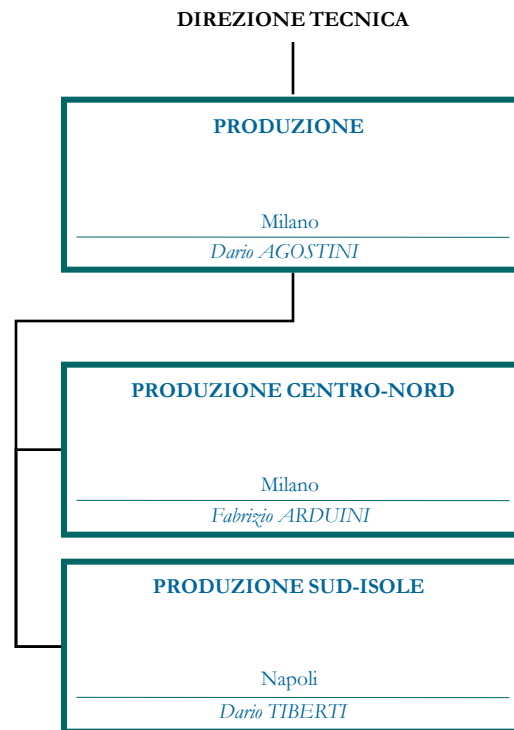 DIREZIONE TECNICA
PRODUZIONE
Milano
Dario AGOSTINI
PRODUZIONE CENTRO-NORD
Milano
Fabrizio ARDUINI
PRODUZIONE SUD-ISOLE
Napoli
Dario TIBERTI